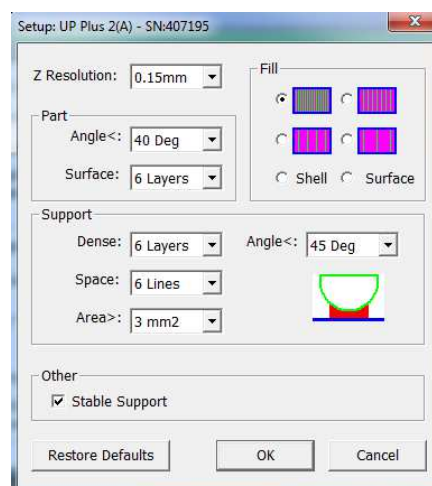 Setup: UP Plus 2(A) - SN:407195
Z Resolution: 0.15mm
Fill
Part
Angle<: 40 Deg
Surface: 6 Layers
Shell Surface
Support
Dense: 6 Layers Angle<: 45 Deg
Space: 6 Lines
Area>: 3 mm2
Other
Stable Support
Restore Defaults OK Cancel